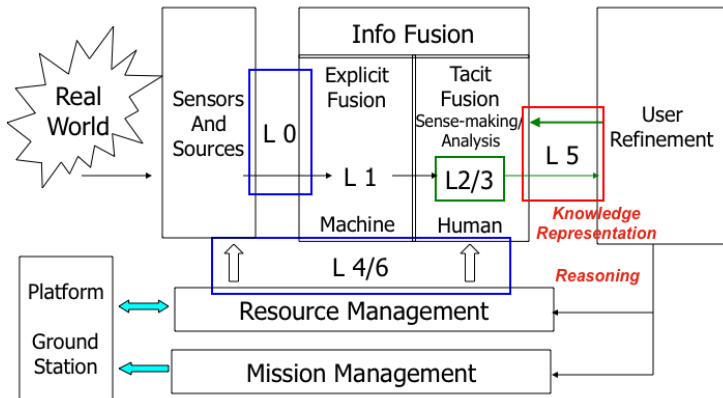 Info Fusion
Real
World
Sensors
And
Sources
L 0
Explicit
Fusion
L 1
Machine
Tacit
Fusion
Sense-making/
Analysis
L2/3
Human
L 5
User
Refinement
Knowledge
Representation
Reasoning
L 4/6
Platform
Ground
Station
Resource Management
Mission Management